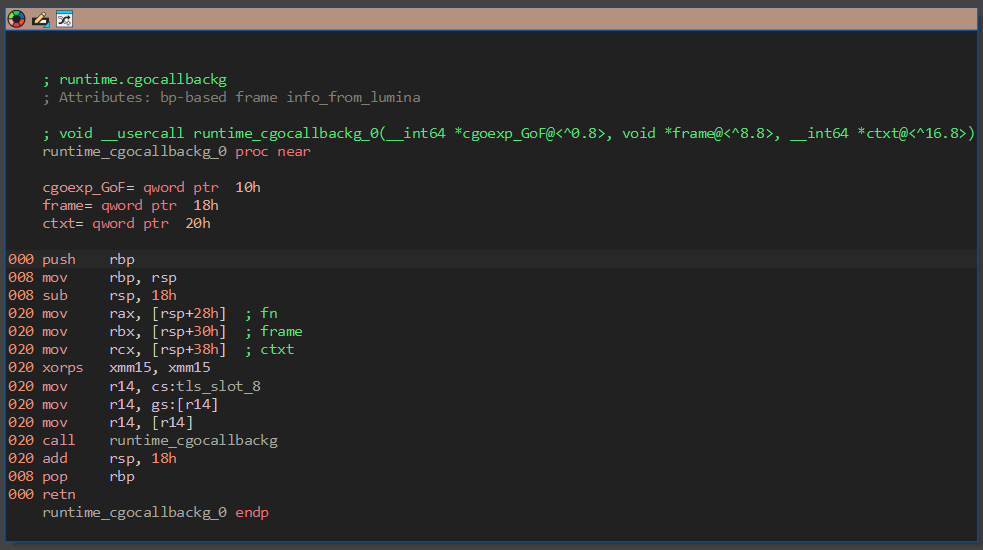 ; runtime.cgocallbackg
; Attributes: bp-based frame info_from_lumina
; void __usercall runtime_cgocallbackg_0(__int64 *cgoexp_GoF@<^0.8>, void *frame@<^8.8>, __int64 *ctxt@<^16.8>)
runtime_cgocallbackg_0 proc near
cgoexp_GoF= qword ptr  10h
frame= qword ptr  18h
ctxt= qword ptr  20h
000 push    rbp
008 mov     rbp, rsp
008 sub     rsp, 18h
020 mov     rax, [rsp+28h]  ; fn
020 mov     rbx, [rsp+30h]  ; frame
020 mov     rcx, [rsp+38h]  ; ctxt
020 xorps   xmm15, xmm15
020 mov     r14, cs:tls_slot_8
020 mov     r14, gs:[r14]
020 mov     r14, [r14]
020 call    runtime_cgocallbackg
020 add     rsp, 18h
008 pop     rbp
000 retn
runtime_cgocallbackg_0 endp